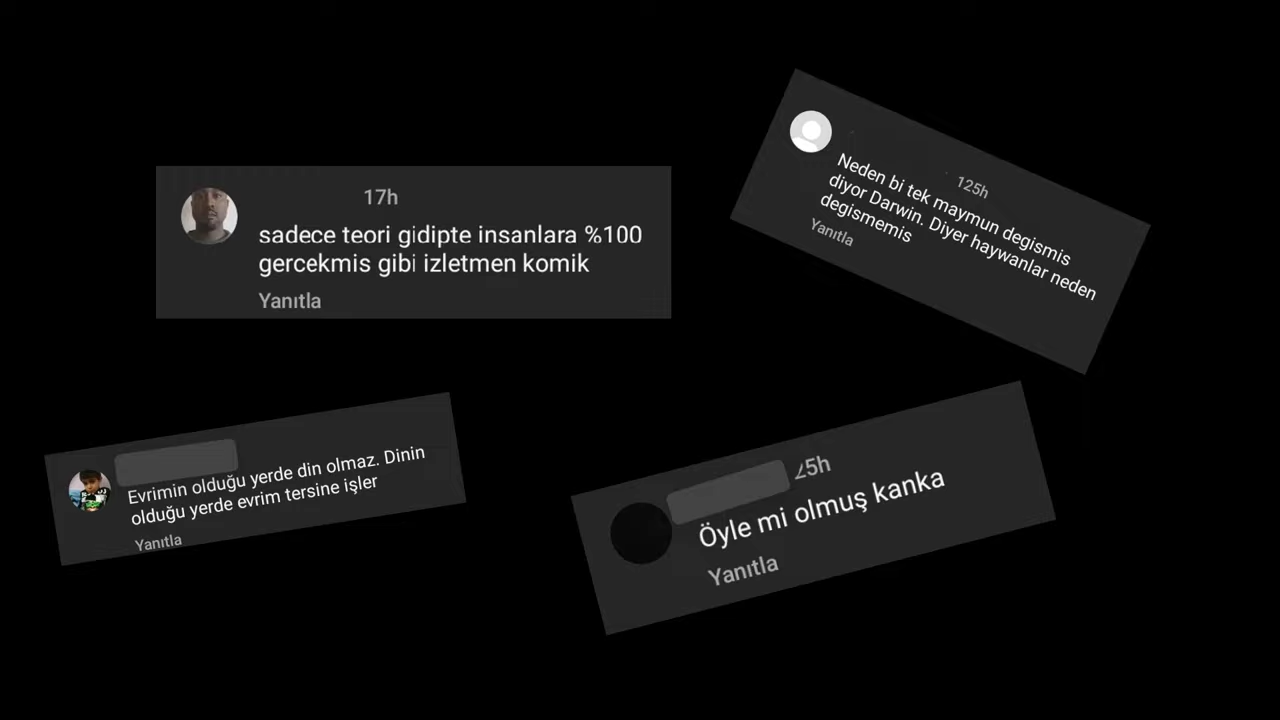 17h
sadece teori gidipte insanlara %100
gercekmis gibi izletmen komik
Yanıtla
125h
Neden bi tek maymun degismis
diyor Darwin. Diyer haywanlar neden
degismemis
Yanıtla
Evrimin olduğu yerde din olmaz. Dinin
olduğu yerde evrim tersine işler
Yanıtla
25h
Öyle mi olmuş kanka
Yanıtla